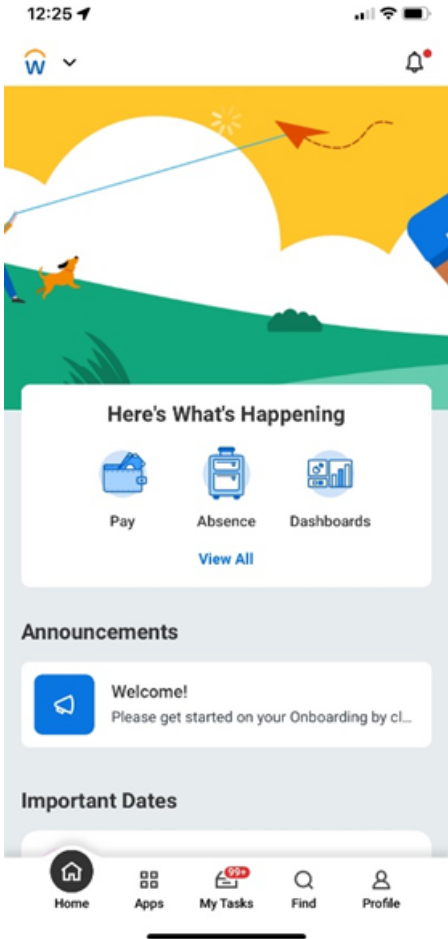 12:25
W
Here's What's Happening
Pay Absence Dashboards
View All
Announcements
Welcome!
Please get started on your Onboarding by cl...
Important Dates
99+
Home Apps My Tasks Find Profile